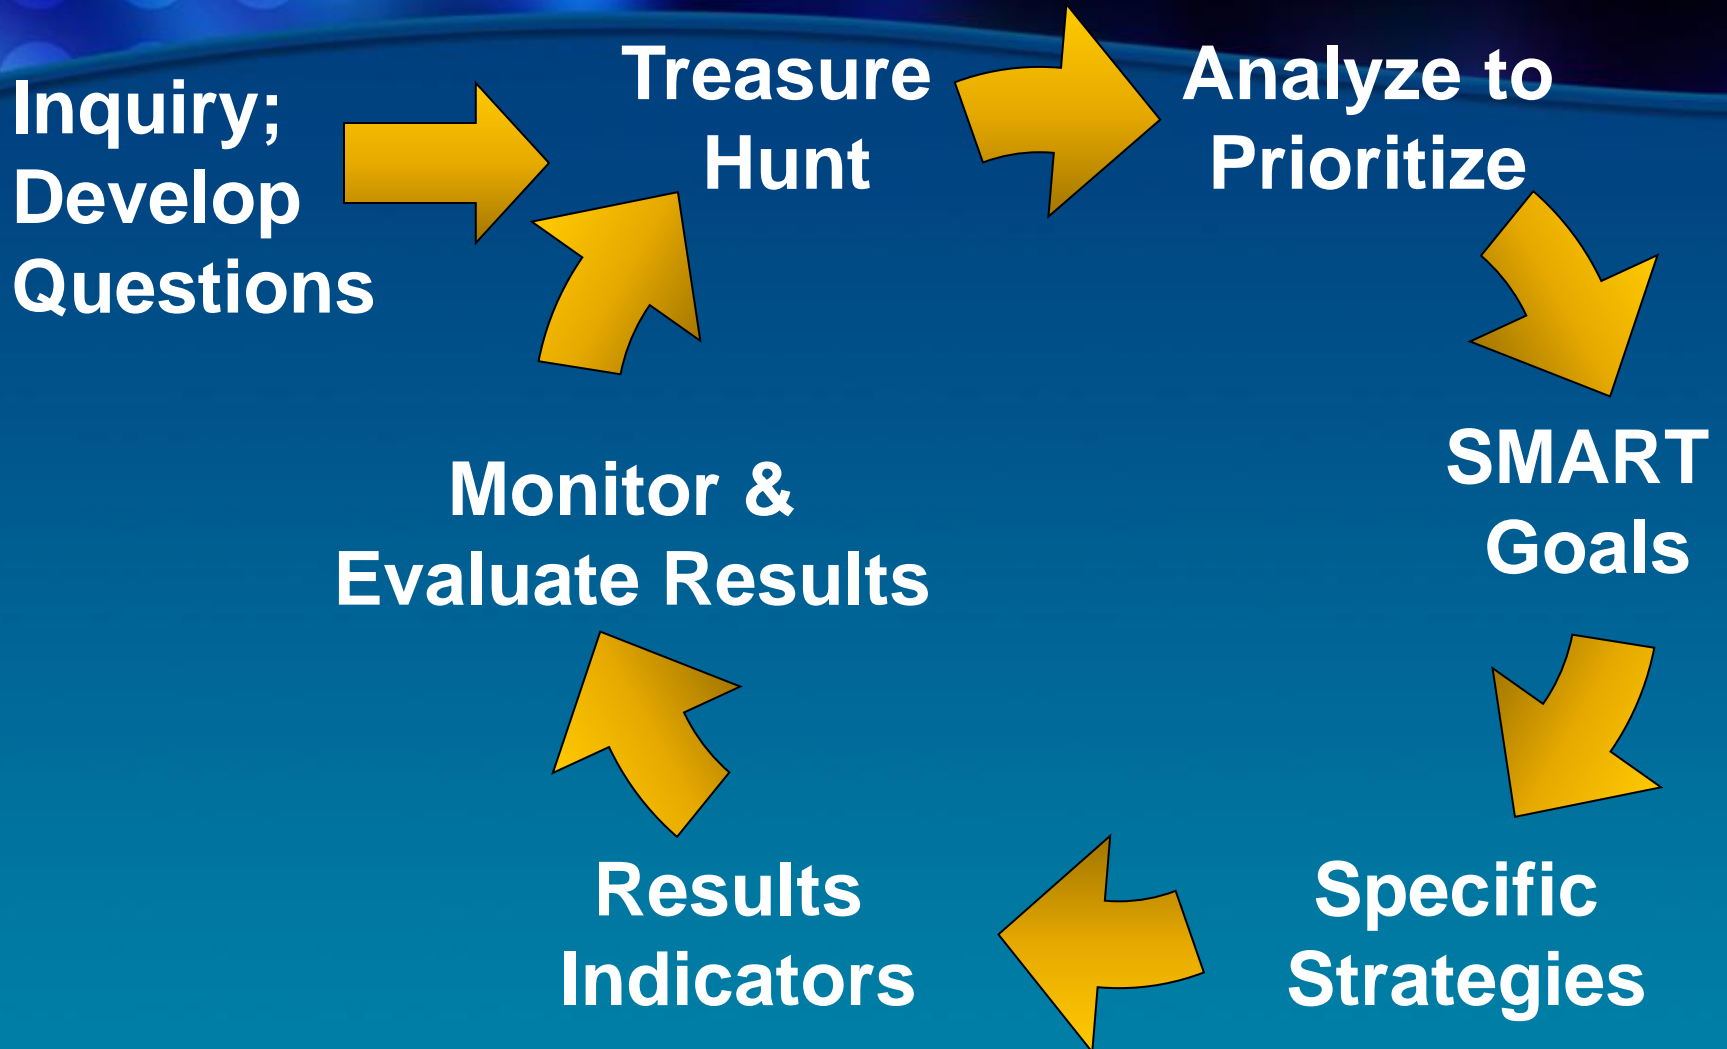 Inquiry;
Develop
Questions
Treasure
Hunt
Analyze to
Prioritize
SMART
Goals
Specific
Strategies
Results
Indicators
Monitor &
Evaluate Results